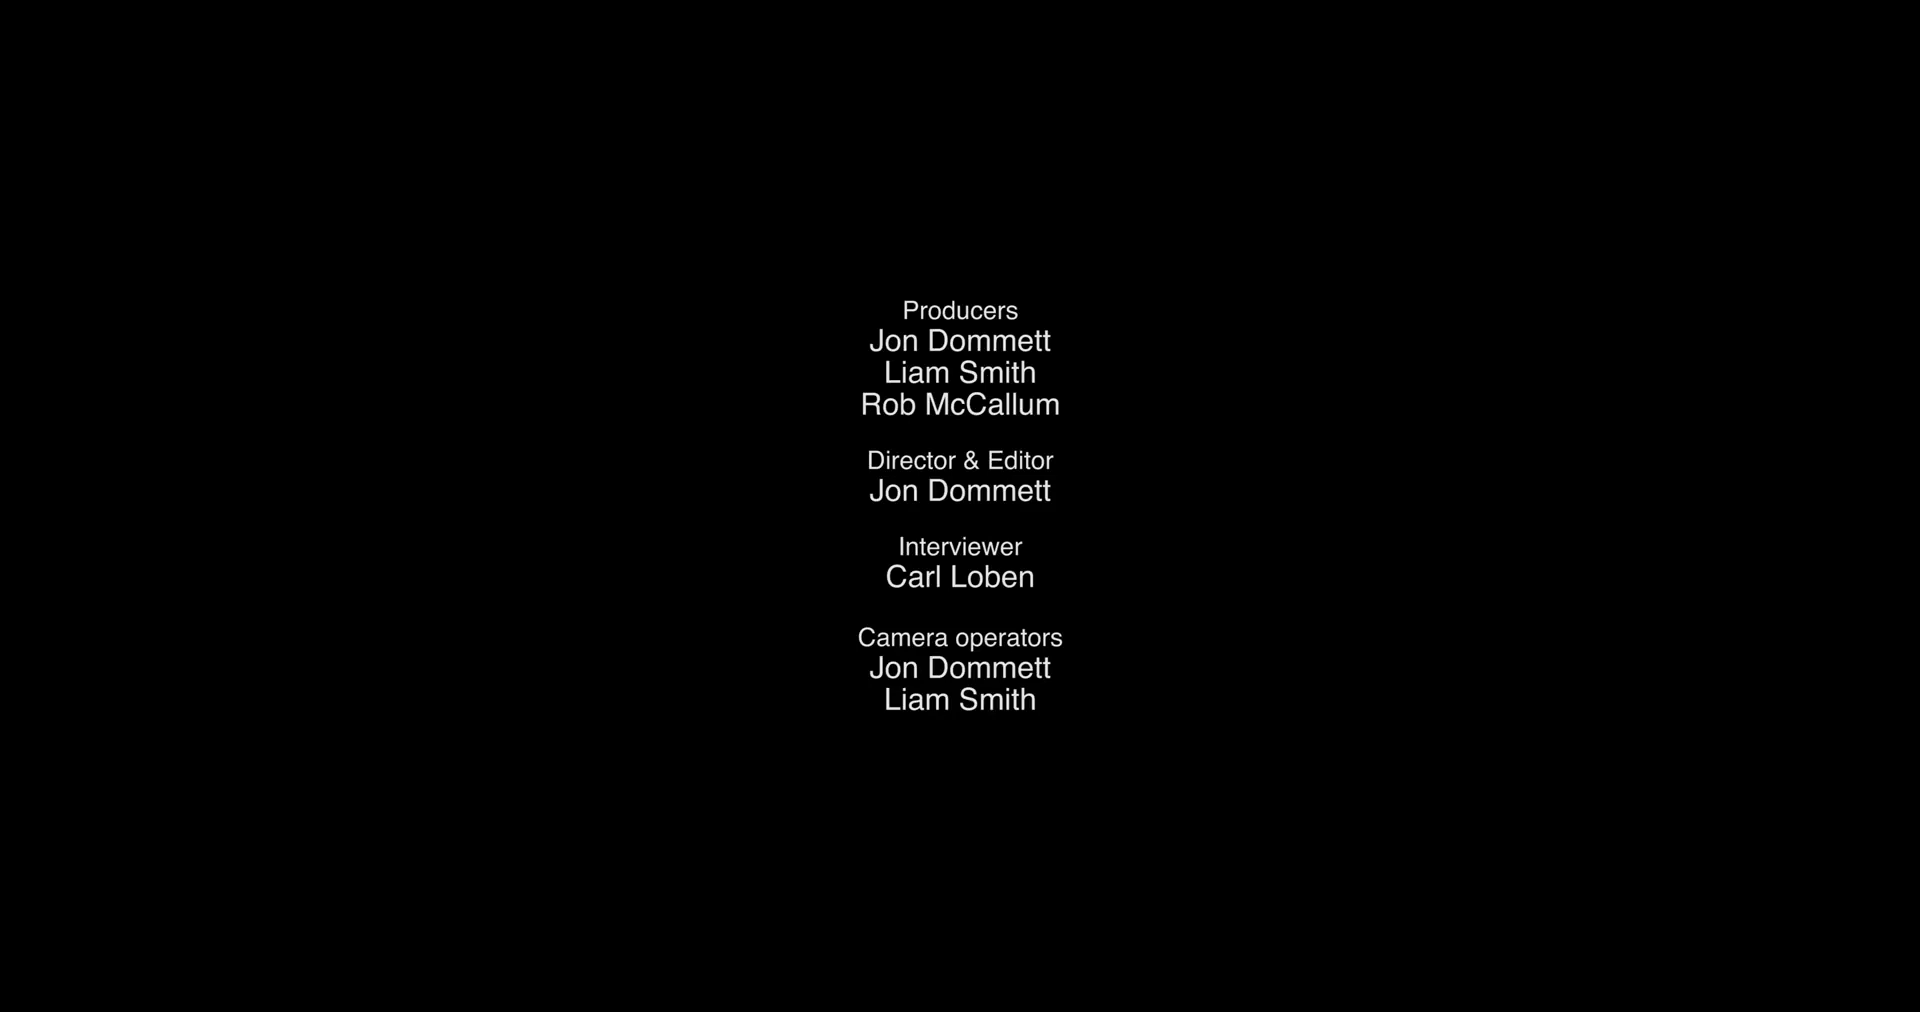 Producers
Jon Dommett
Liam Smith
Rob McCallum
Director & Editor
Jon Dommett
Interviewer
Carl Loben
Camera operators
Jon Dommett
Liam Smith